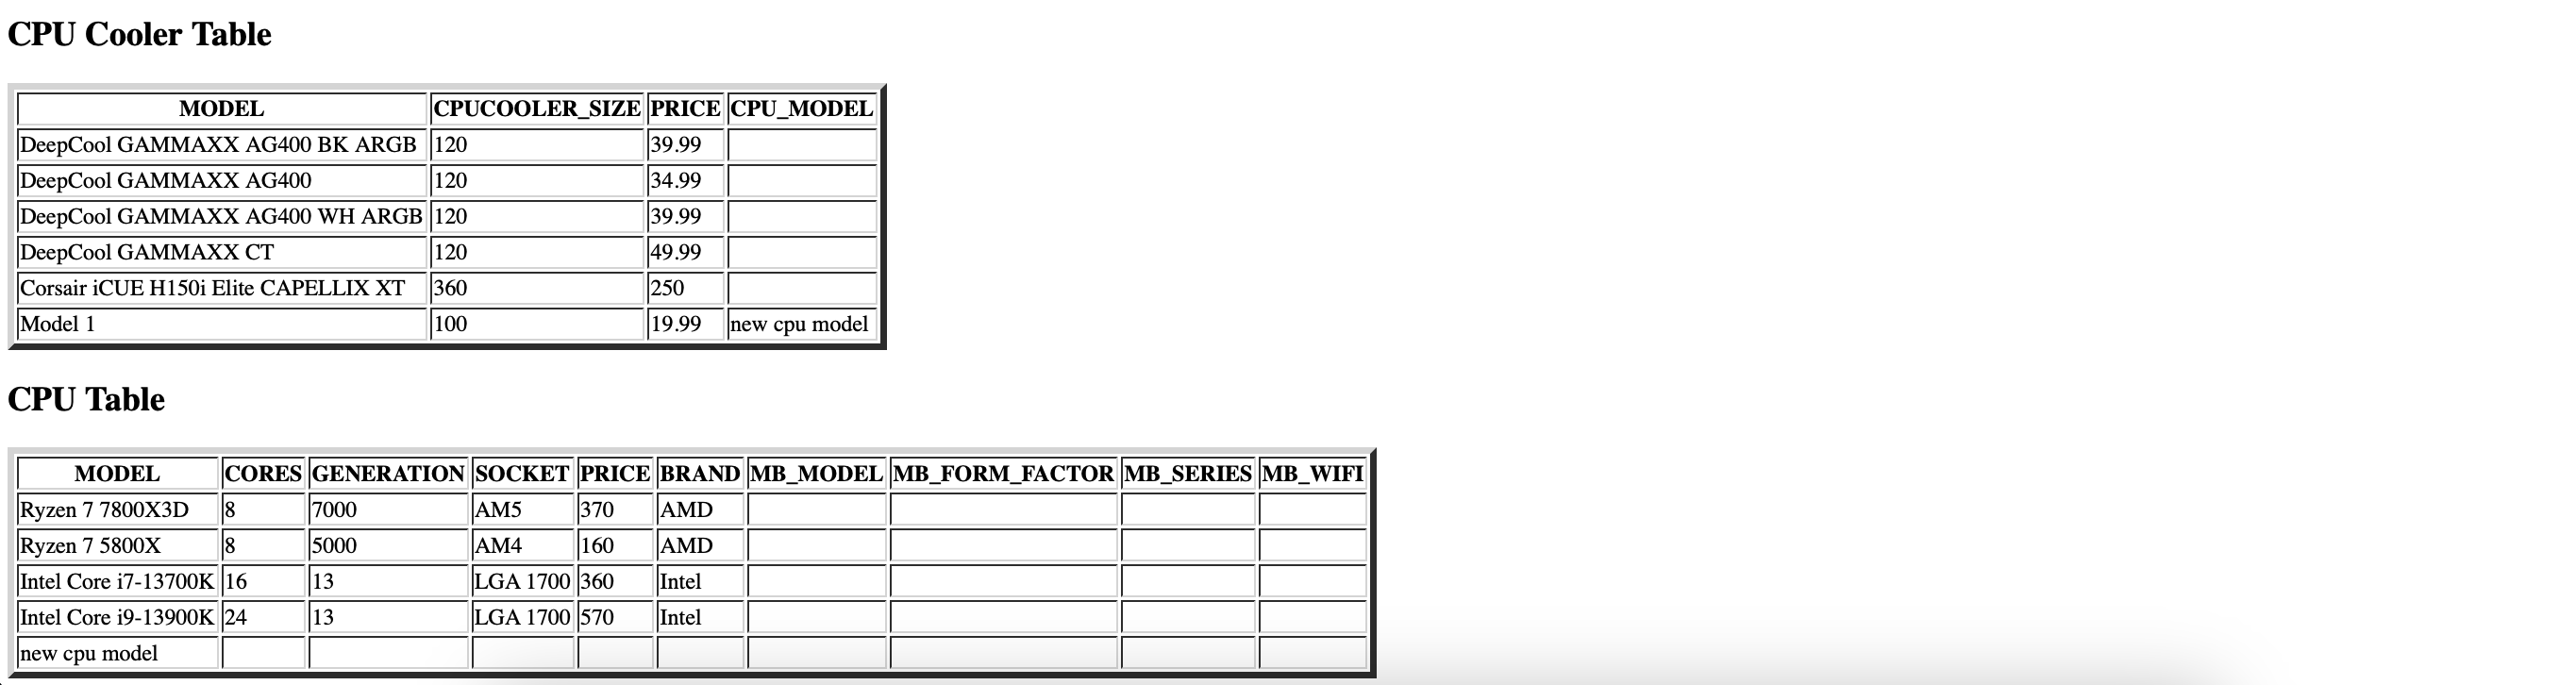 CPU Cooler Table
MODEL CPUCOOLER_SIZE PRICE CPU_MODEL
DeepCool GAMMAXX AG400 BK ARGB 120 39.99
DeepCool GAMMAXX AG400 120 34.99
DeepCool GAMMAXX AG400 WH ARGB 120 39.99
DeepCool GAMMAXX CT 120 49.99
Corsair iCUE H150i Elite CAPELLIX XT 360 250
Model 1 100 19.99 new cpu model
CPU Table
MODEL CORES GENERATION SOCKET PRICE BRAND MB_MODEL MB_FORM_FACTOR MB_SERIES MB_WIFI
Ryzen 7 7800X3D 8 7000 AM5 370 AMD
Ryzen 7 5800X 8 5000 AM4 160 AMD
Intel Core i7-13700K 16 13 LGA 1700 360 Intel
Intel Core i9-13900K 24 13 LGA 1700 570 Intel
new cpu model